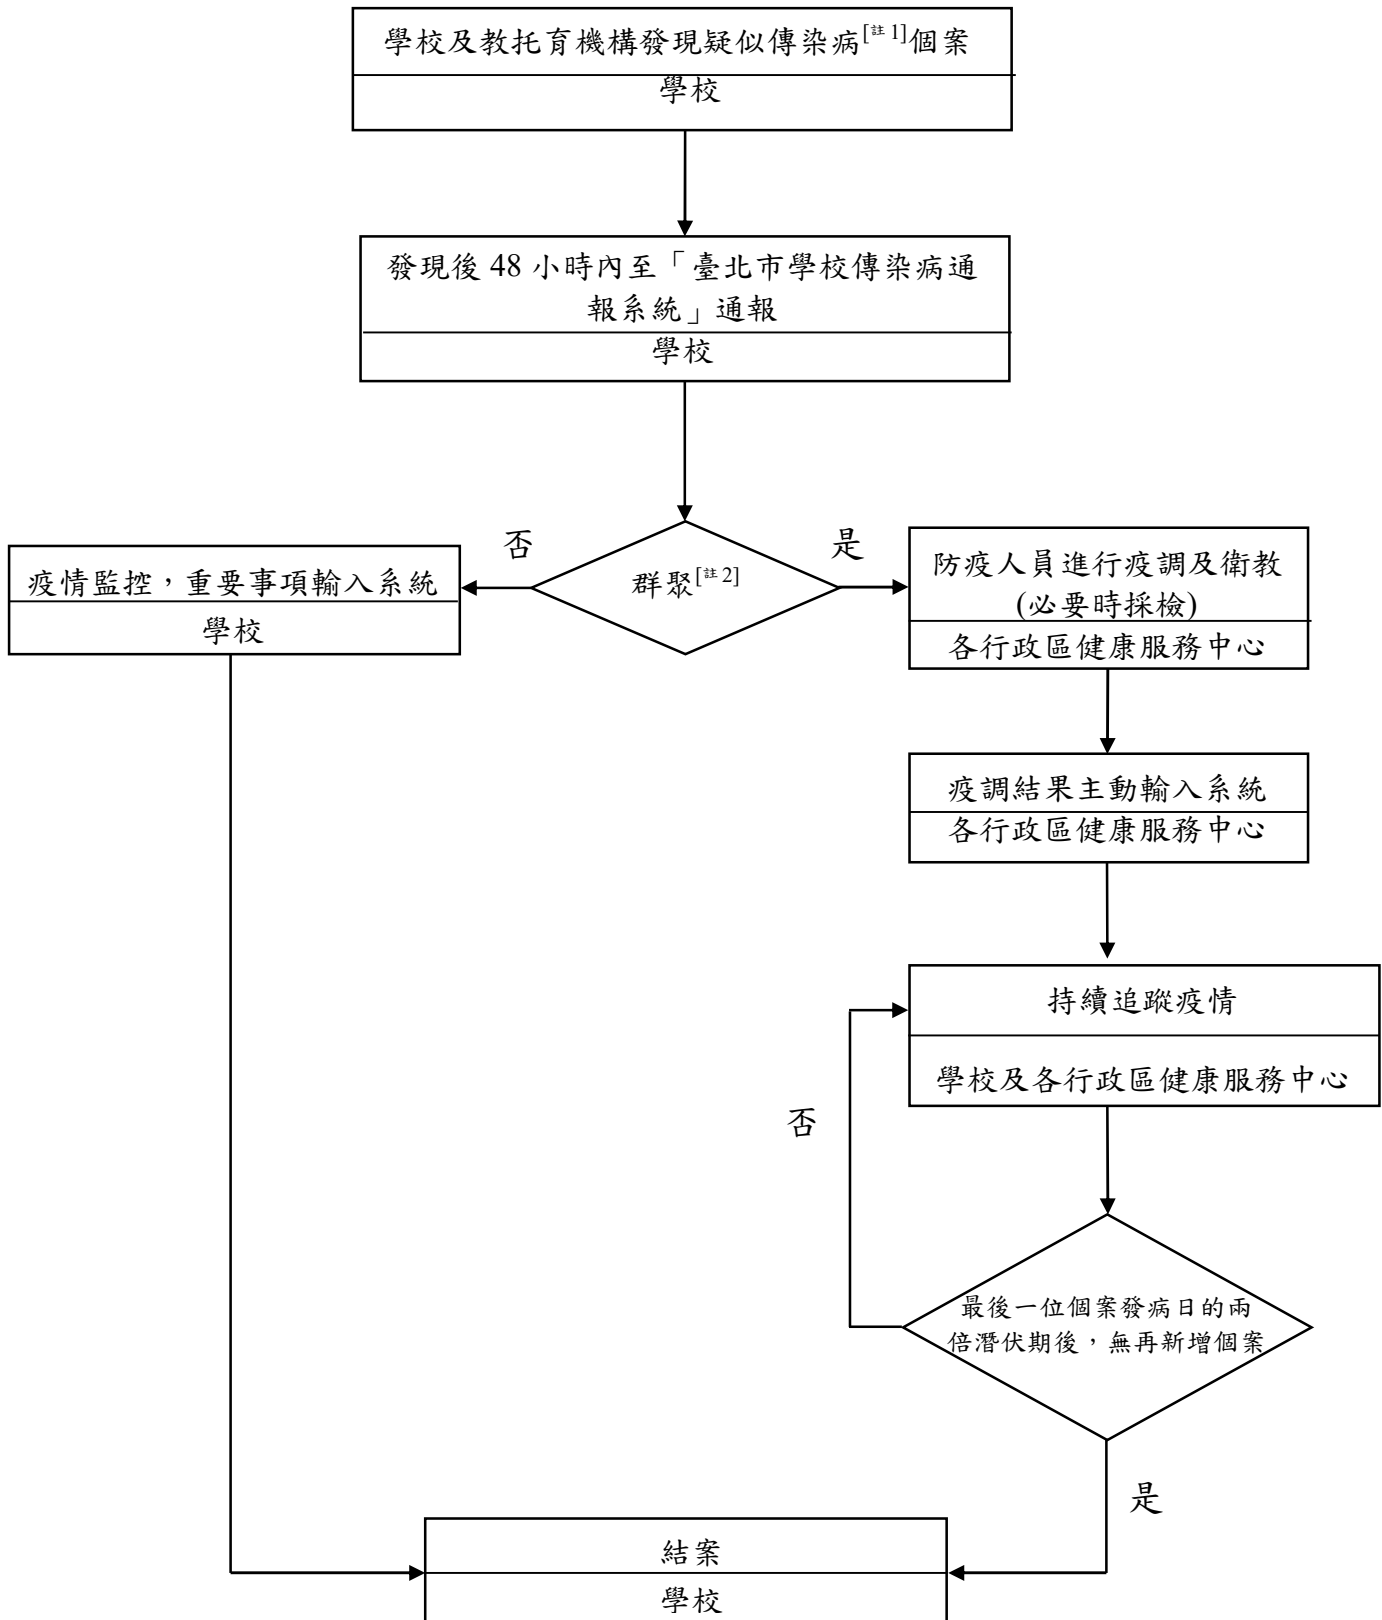 學校及教托育機構發現疑似傳染病[註 1]個案
學校
發現後 48 小時內至「臺北市學校傳染病通
報系統」通報
學校
否
是
群聚[註 2]
疫情監控，重要事項輸入系統
學校
防疫人員進行疫調及衛教
(必要時採檢)
各行政區健康服務中心
疫調結果主動輸入系統
各行政區健康服務中心
持續追蹤疫情
學校及各行政區健康服務中心
否
最後一位個案發病日的兩
倍潛伏期後，無再新增個案
是
結案
學校